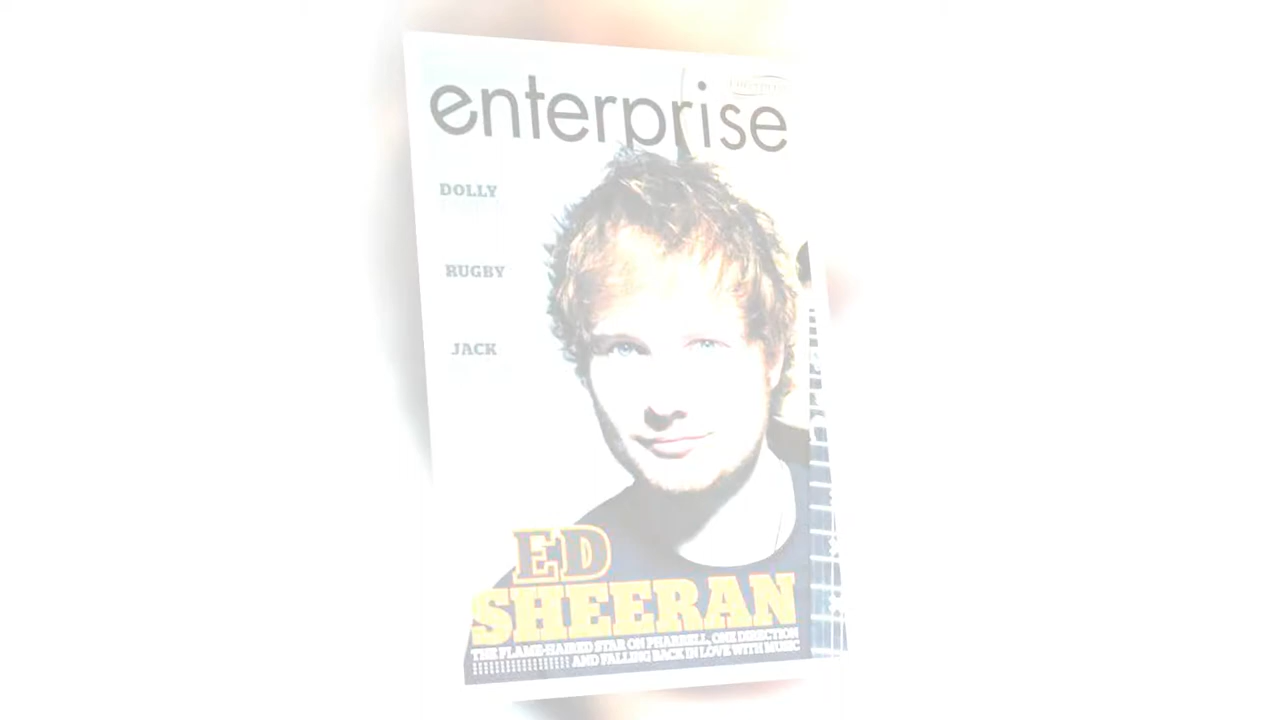 enterprise
DOLLY
RUGBY
JACK
ED
SHEERAN
THE FLAME-HAIRED STAR ON PHARRELL, ONE DIRECTION
AND FALLING BACK IN LOVE WITH MUSIC